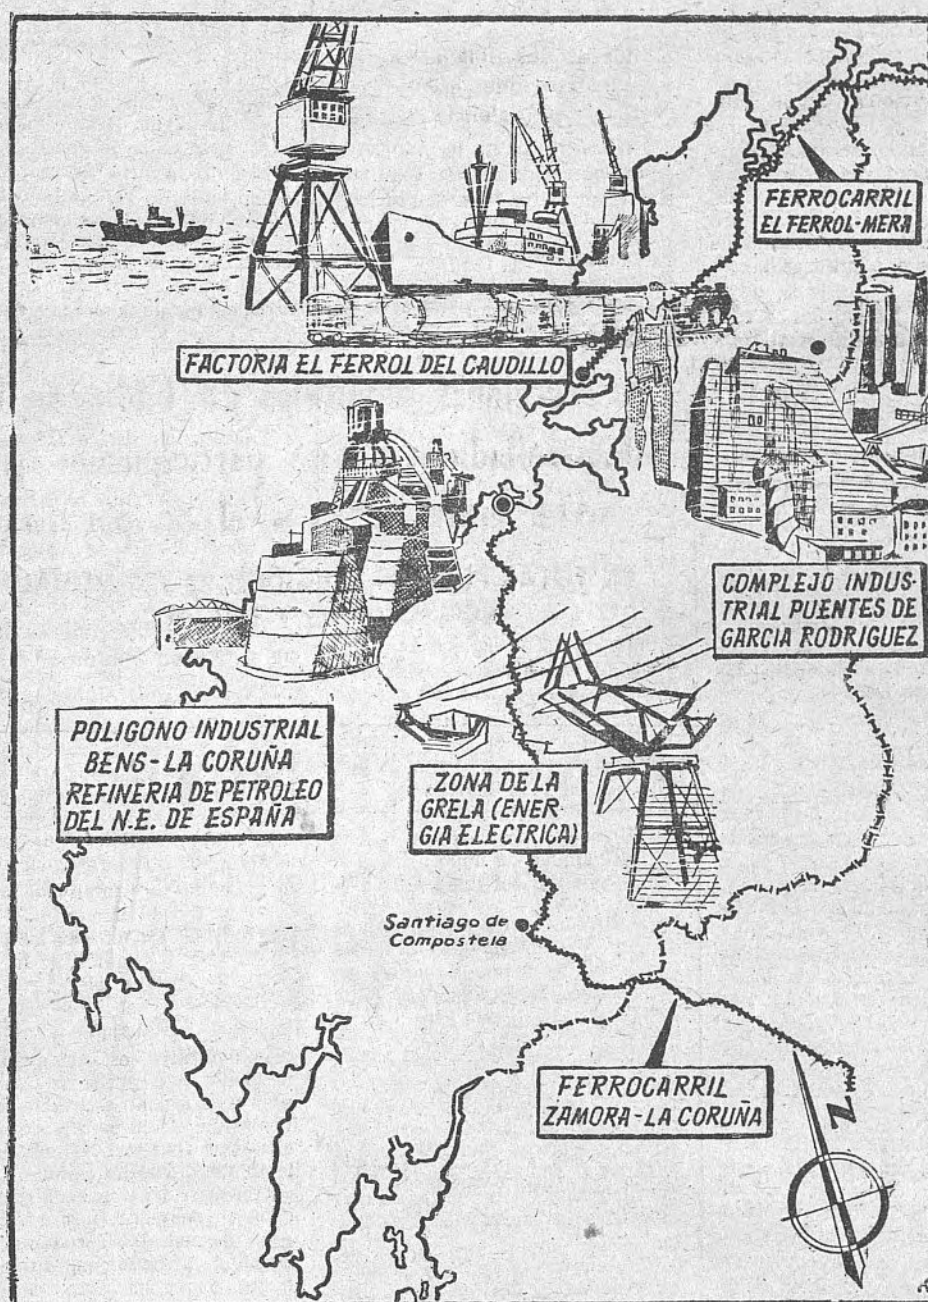 FERROCARRIL
EL FERROL-MERA
FACTORIA EL FERROL DEL CAUDILLO
COMPLEJO INDUS-
TRIAL PUENTES DE
GARCIA RODRIGUEZ
POLIGONO INDUSTRIAL
BENS-LA CORUÑA
REFINERIA DE PETROLEO
DEL N.E. DE ESPAÑA
ZONA DE LA
GRELA (ENER-
GIA ELECTRICA)
Santiago de
Compostela
FERROCARRIL
ZAMORA-LA CORUÑA
N